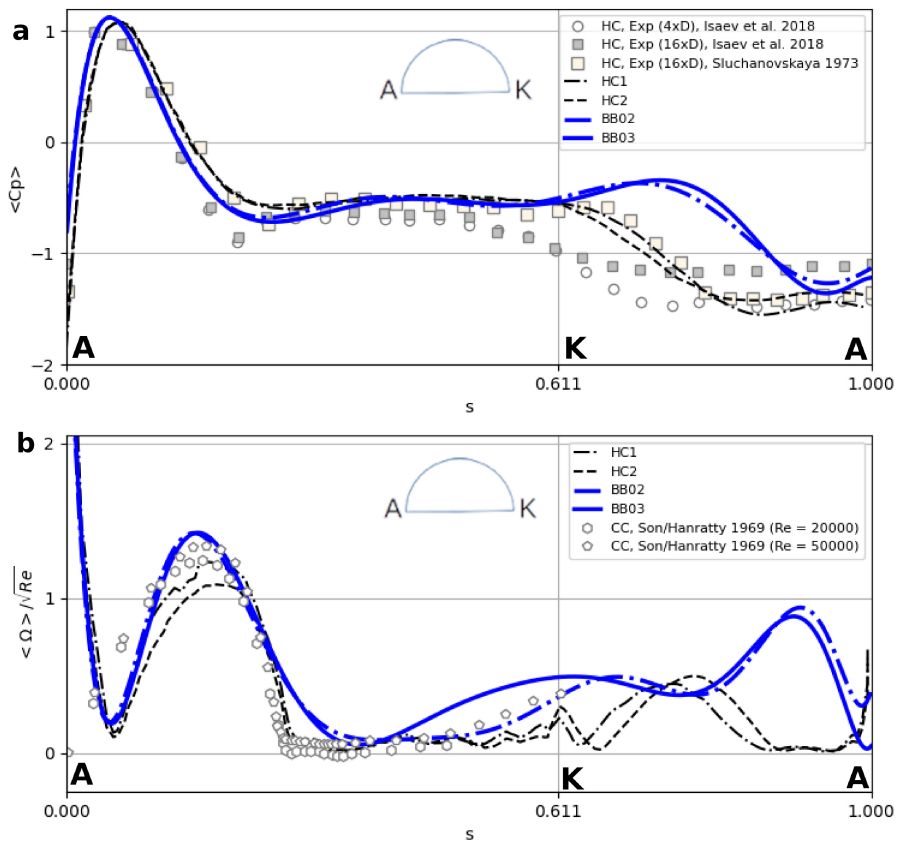 a
HC, Exp (4xD), Isaev et al. 2018
HC, Exp (16xD), Isaev et al. 2018
HC, Exp (16xD), Sluchanovskaya 1973
HC1
HC2
BB02
BB03
A K
1
0
−1
−2
<Cp>
A K A
0.000 0.611 1.000
s
b
HC1
HC2
BB02
BB03
CC, Son/Hanratty 1969 (Re = 20000)
CC, Son/Hanratty 1969 (Re = 50000)
A K
2
1
0
< Ω > /√Re
A K A
0.000 0.611 1.000
s